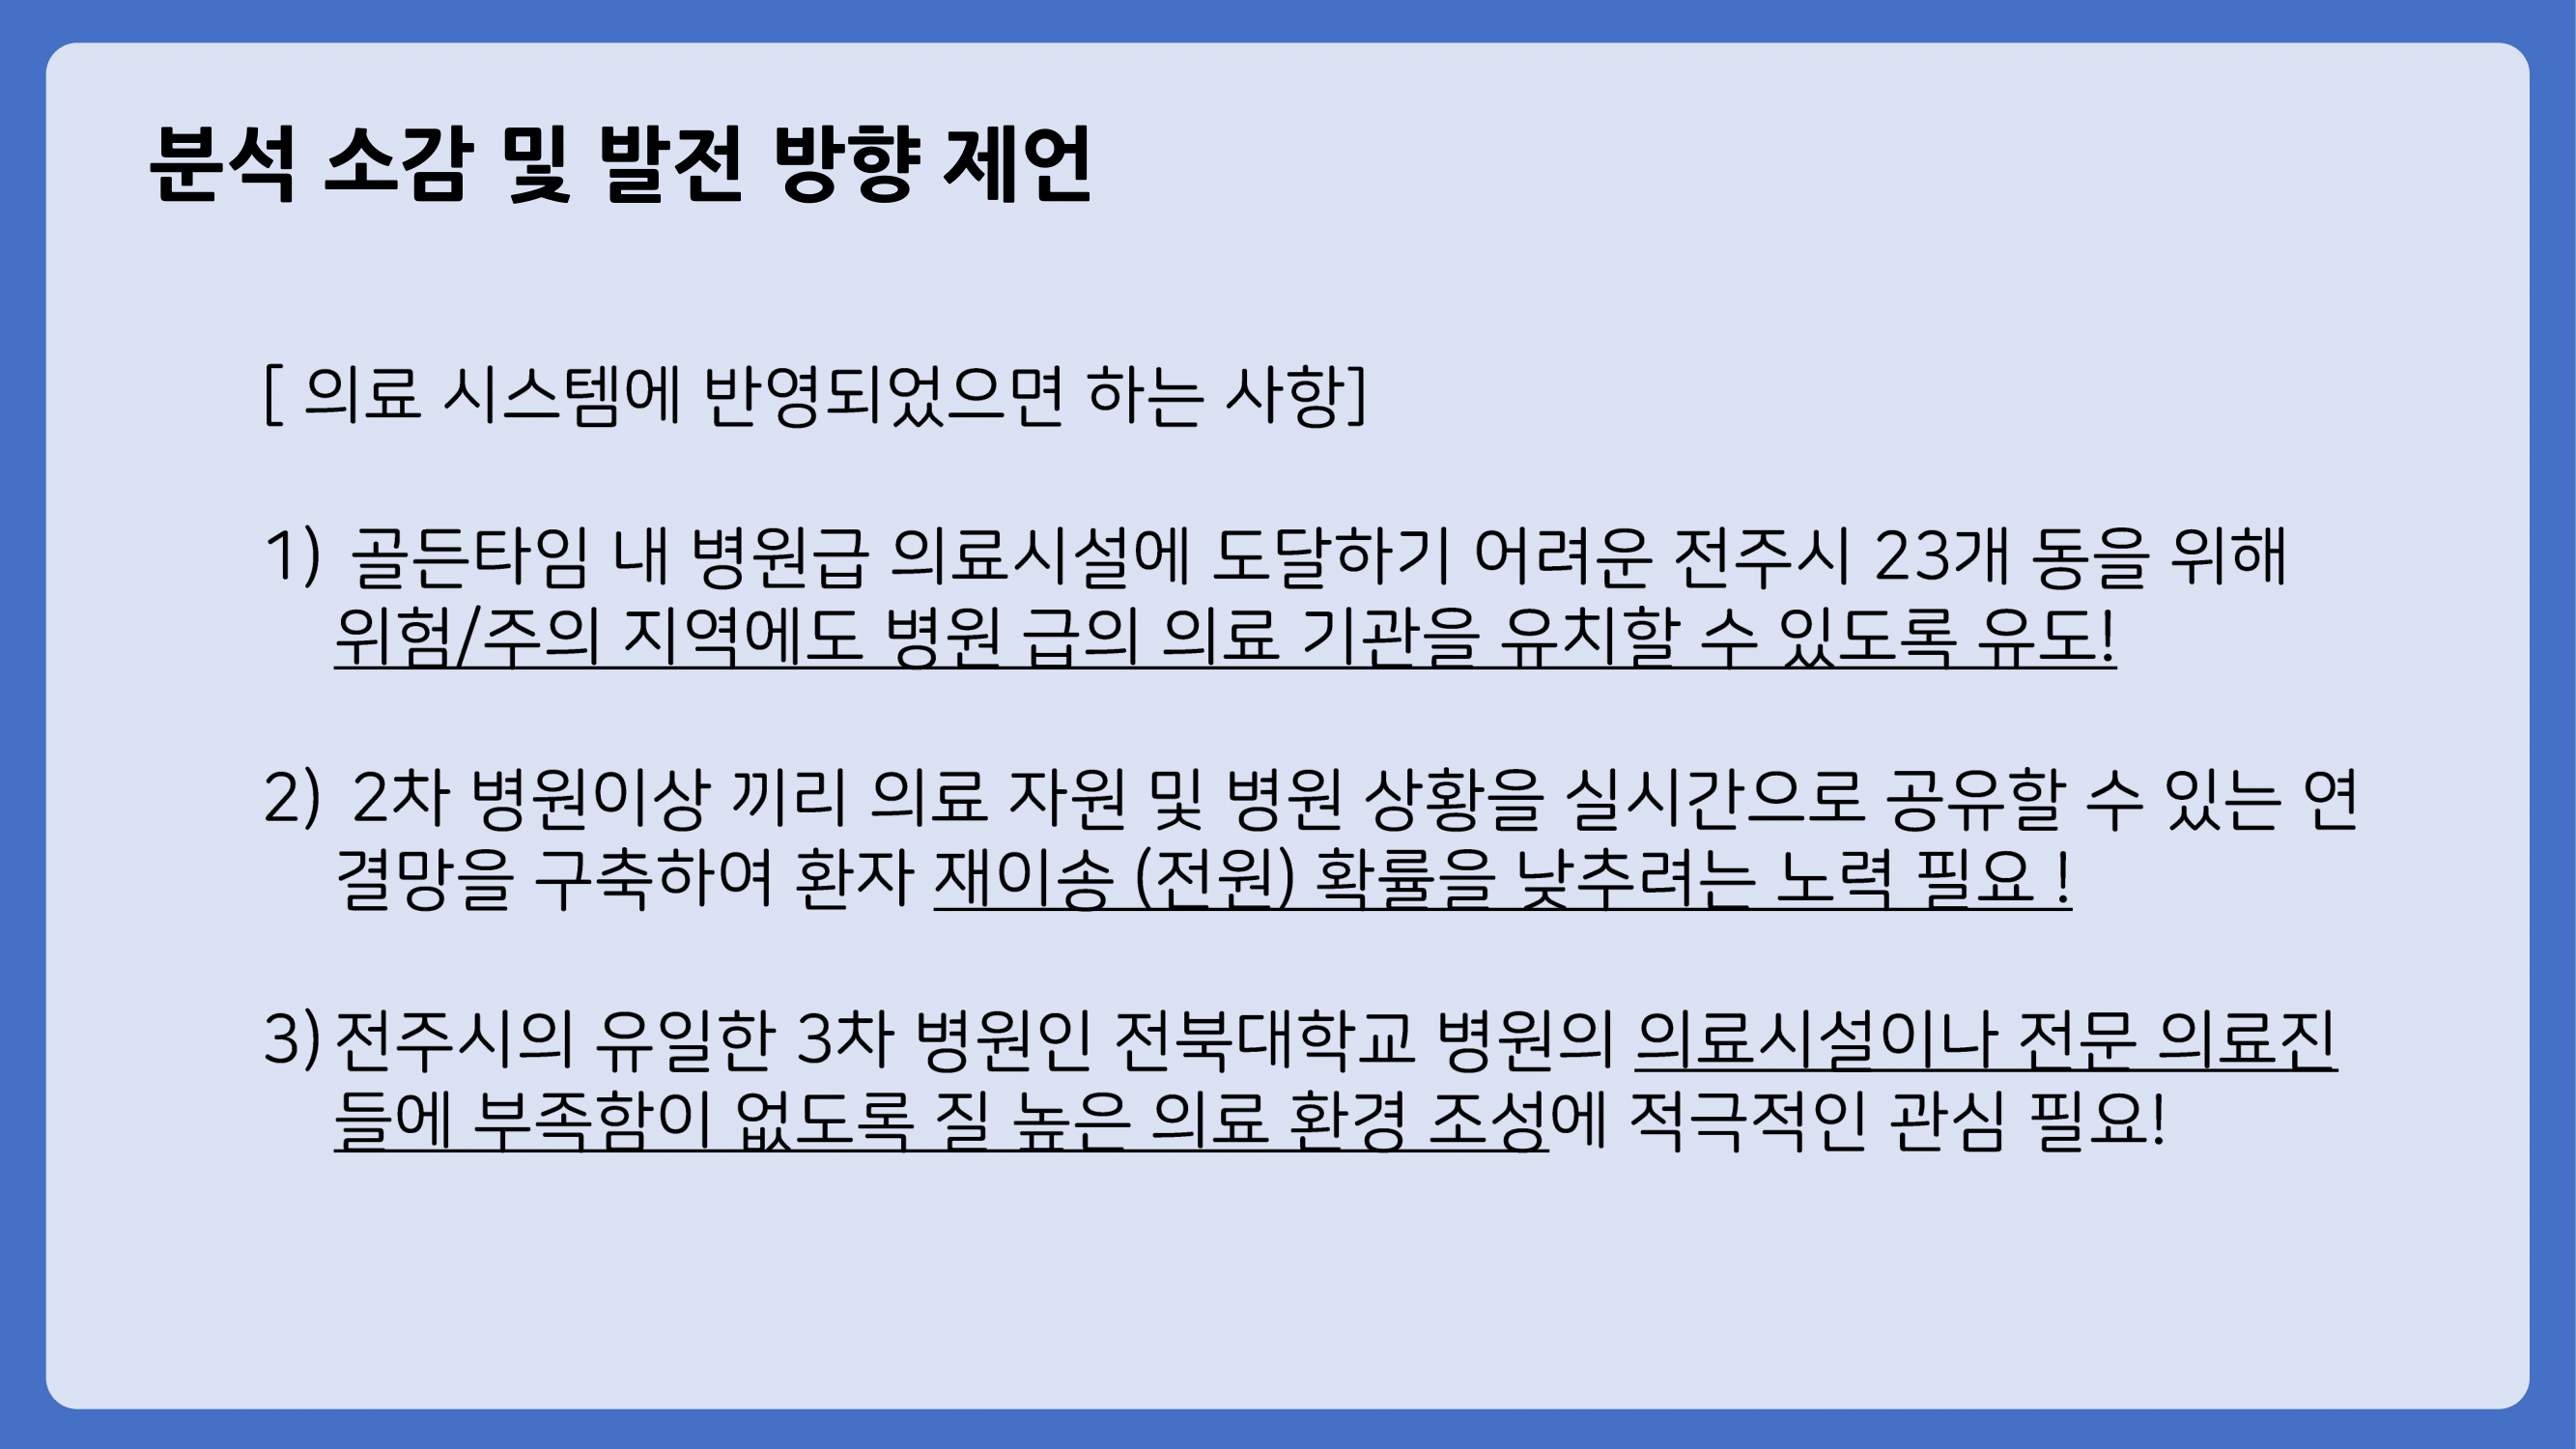 분석 소감 및 발전 방향 제언
[ 의료 시스템에 반영되었으면 하는 사항]
1) 골든타임 내 병원급 의료시설에 도달하기 어려운 전주시 23개 동을 위해
위험/주의 지역에도 병원 급의 의료 기관을 유치할 수 있도록 유도!
2) 2차 병원이상 끼리 의료 자원 및 병원 상황을 실시간으로 공유할 수 있는 연
결망을 구축하여 환자 재이송 (전원) 확률을 낮추려는 노력 필요 !
3) 전주시의 유일한 3차 병원인 전북대학교 병원의 의료시설이나 전문 의료진
들에 부족함이 없도록 질 높은 의료 환경 조성에 적극적인 관심 필요!